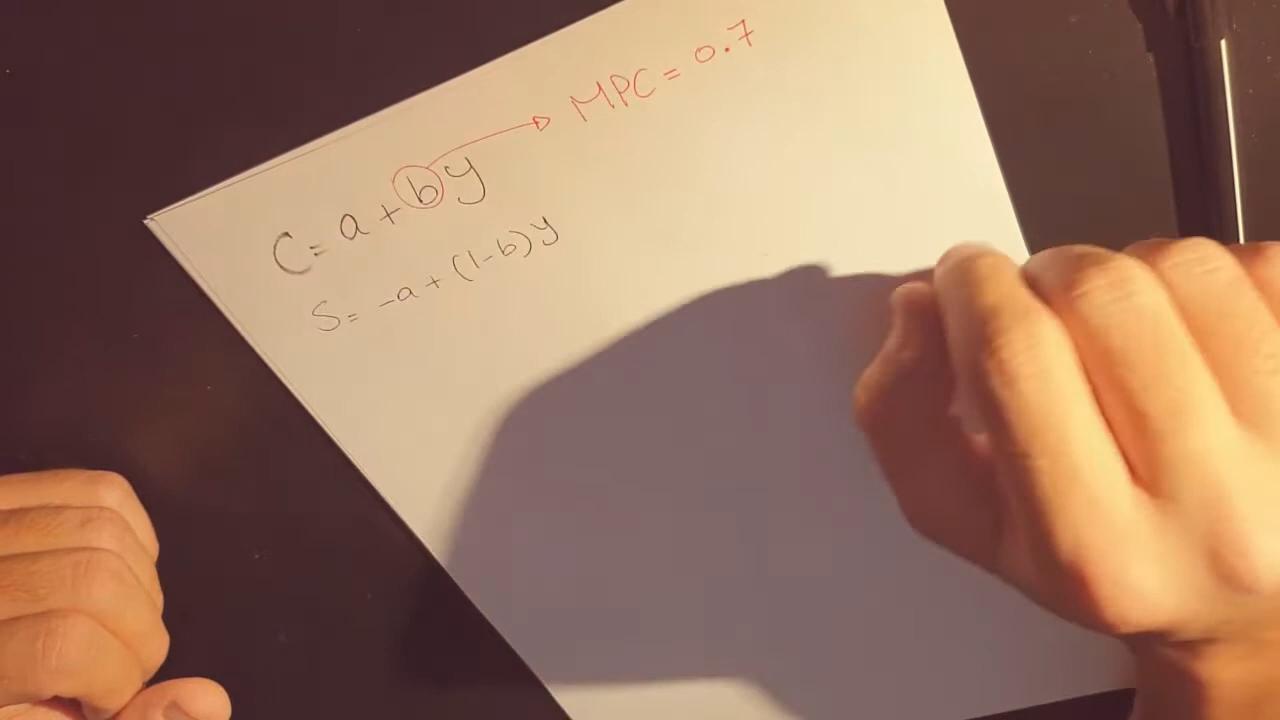 MPC = 0.7
C = a + by
S = -a + (1-b)y